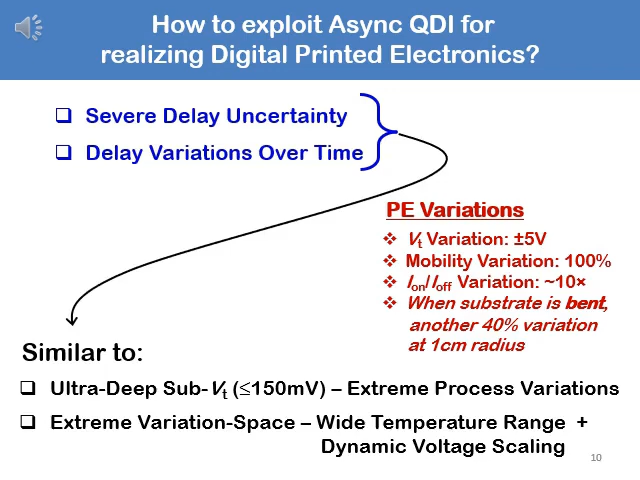 How to exploit Async QDI for
realizing Digital Printed Electronics?
❑ Severe Delay Uncertainty
❑ Delay Variations Over Time
PE Variations
❖ Vt Variation: ±5V
❖ Mobility Variation: 100%
❖ Ion/Ioff Variation: ~10×
❖ When substrate is bent,
another 40% variation
at 1cm radius
Similar to:
❑ Ultra-Deep Sub-Vt (≤150mV) – Extreme Process Variations
❑ Extreme Variation-Space – Wide Temperature Range +
Dynamic Voltage Scaling
10